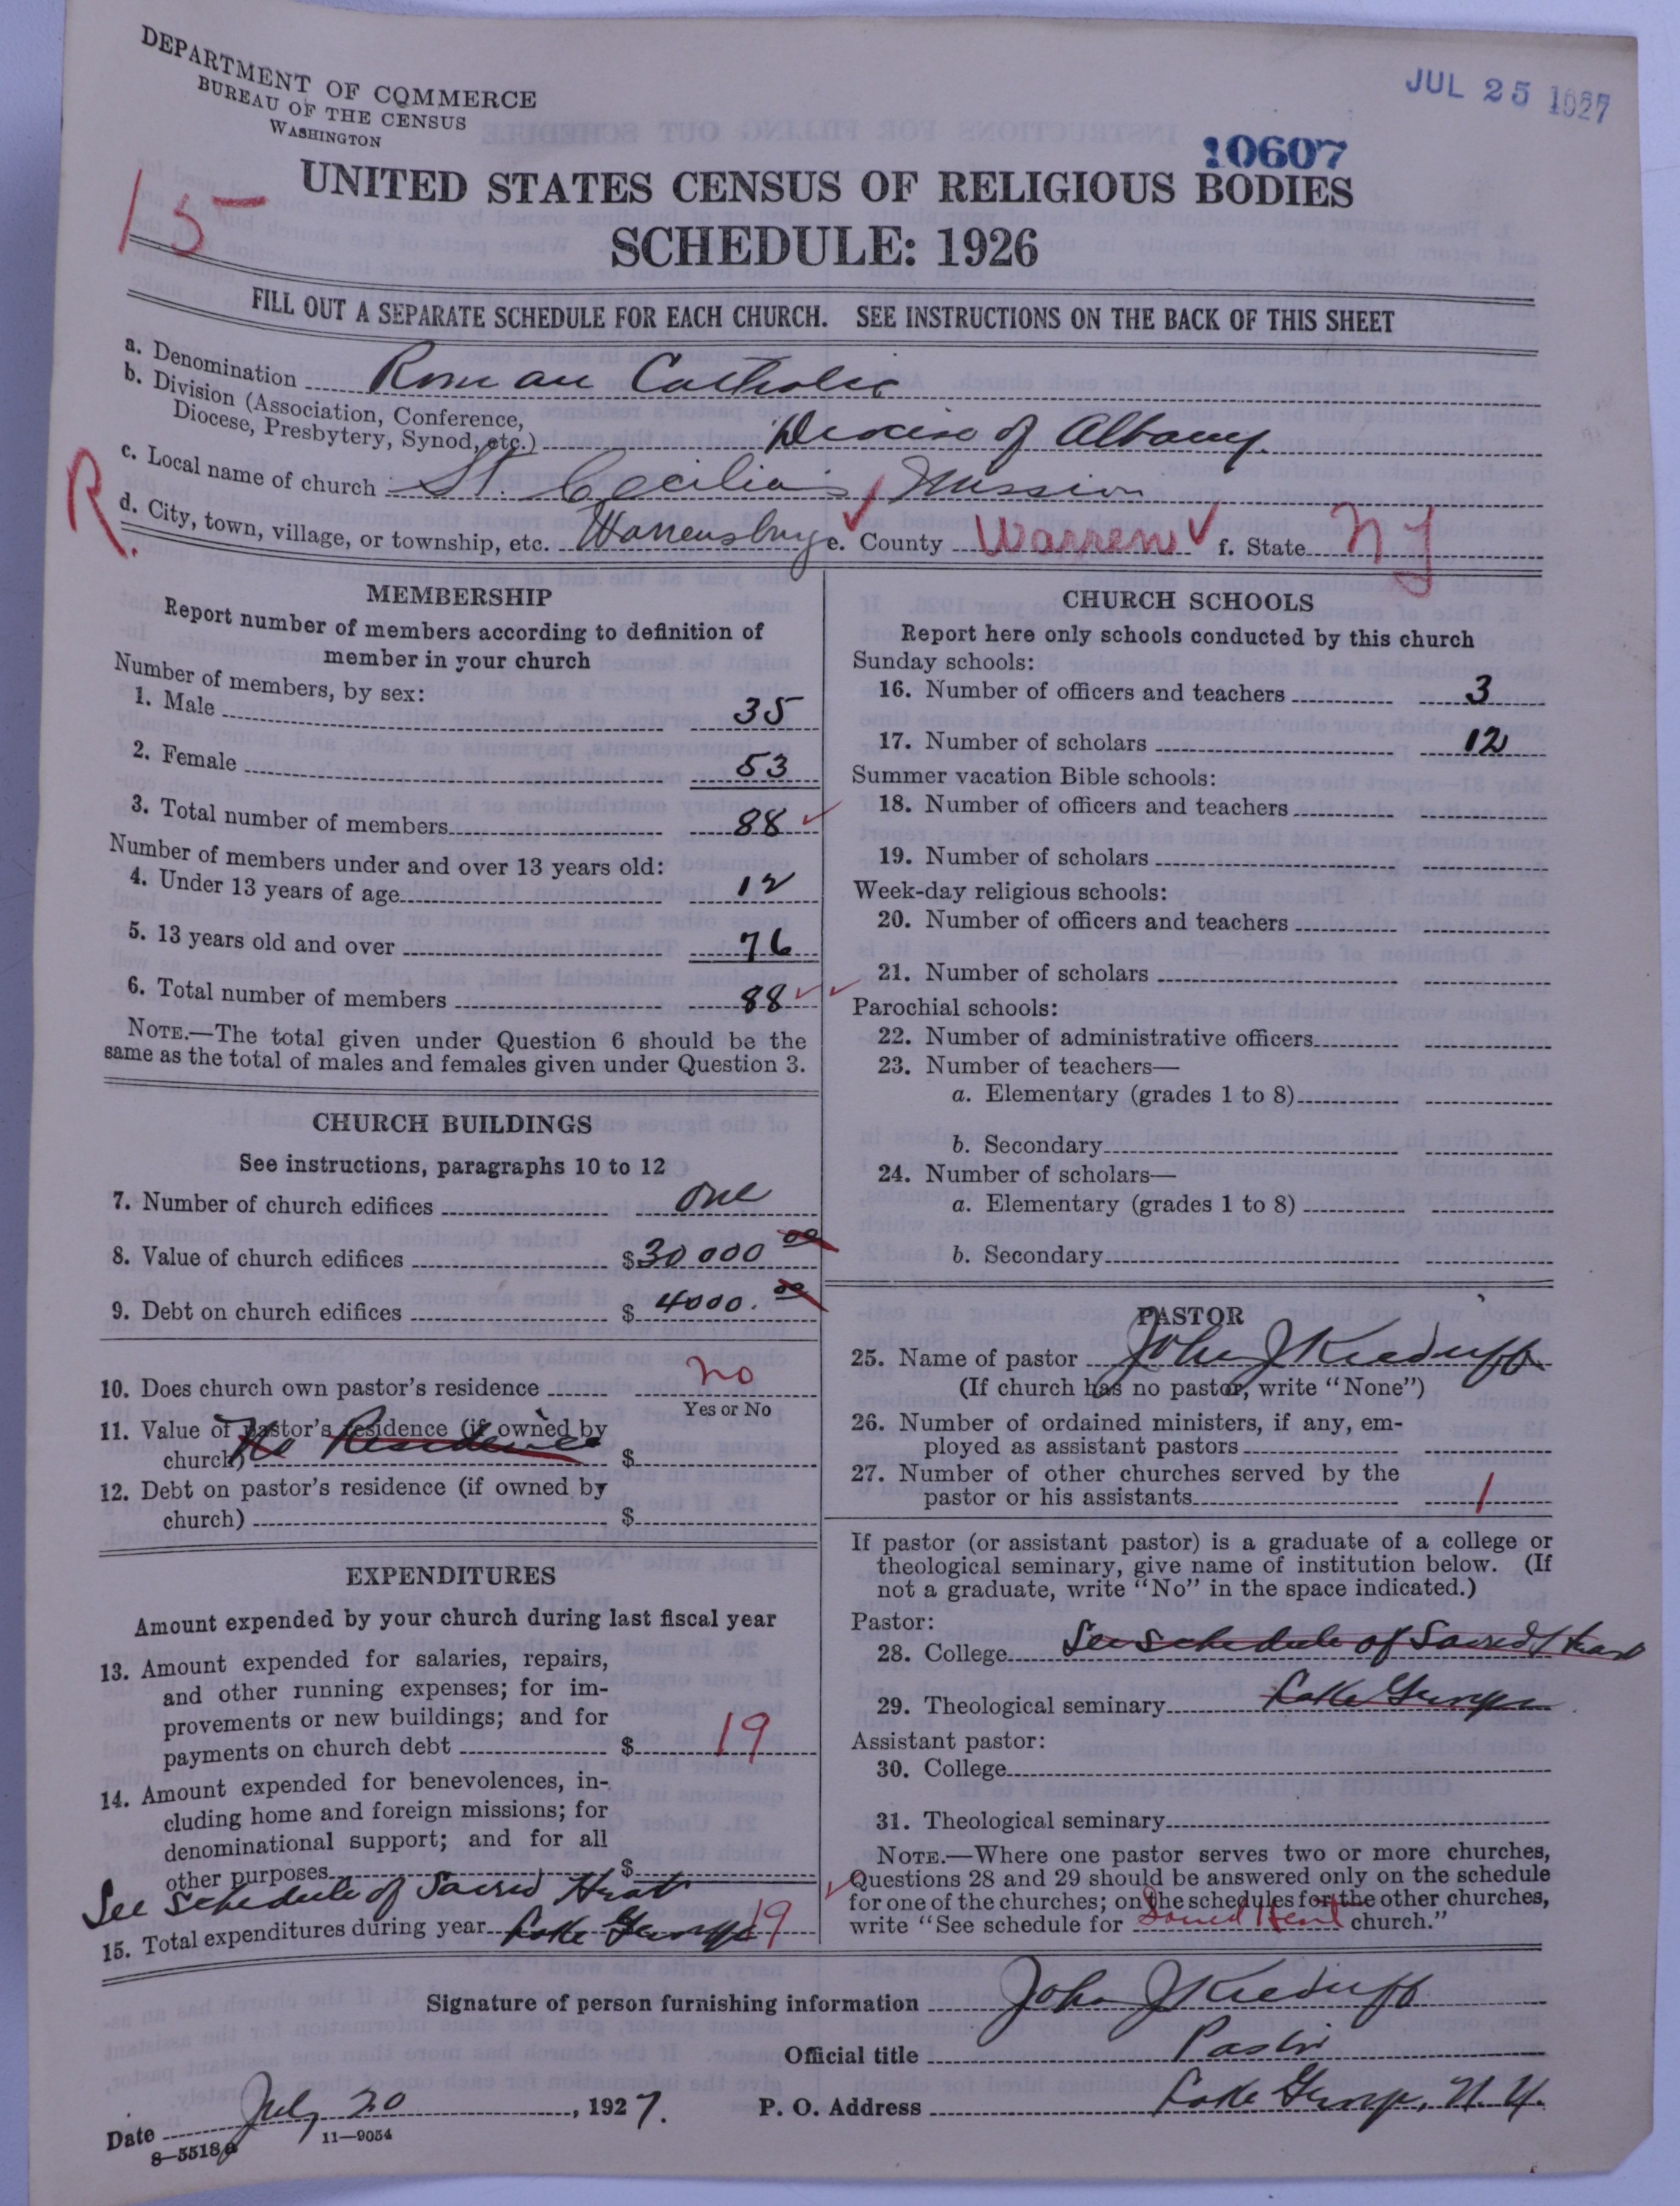 DEPARTMENT OF COMMERCE
BUREAU OF THE CENSUS
WASHINGTON
JUL 25 1927
10607
UNITED STATES CENSUS OF RELIGIOUS BODIES
15
SCHEDULE: 1926
FILL OUT A SEPARATE SCHEDULE FOR EACH CHURCH. SEE INSTRUCTIONS ON THE BACK OF THIS SHEET
a. Denomination Roman Catholic
b. Division (Association, Conference,
Diocese, Presbytery, Synod, etc.) Diocese of Albany.
c. Local name of church St. Cecilia's Mission
R.
d. City, town, village, or township, etc. Warrensburg e. County Warren f. State NY
MEMBERSHIP
Report number of members according to definition of
member in your church
Number of members, by sex:
1. Male 35
2. Female 53
3. Total number of members 88
Number of members under and over 13 years old:
4. Under 13 years of age 12
5. 13 years old and over 76
6. Total number of members 88
NOTE.—The total given under Question 6 should be the
same as the total of males and females given under Question 3.
CHURCH BUILDINGS
See instructions, paragraphs 10 to 12
7. Number of church edifices one
8. Value of church edifices $30000 00
9. Debt on church edifices $ 4000. 00
10. Does church own pastor's residence no
Yes or No
11. Value of pastor's residence (if owned by
church) No Residence $
12. Debt on pastor's residence (if owned by
church) $
EXPENDITURES
Amount expended by your church during last fiscal year
13. Amount expended for salaries, repairs,
and other running expenses; for im-
provements or new buildings; and for
payments on church debt $ 19
14. Amount expended for benevolences, in-
cluding home and foreign missions; for
denominational support; and for all
other purposes $
See schedule of Sacred Heart
15. Total expenditures during year Lake George 19
CHURCH SCHOOLS
Report here only schools conducted by this church
Sunday schools:
16. Number of officers and teachers 3
17. Number of scholars 12
Summer vacation Bible schools:
18. Number of officers and teachers
19. Number of scholars
Week-day religious schools:
20. Number of officers and teachers
21. Number of scholars
Parochial schools:
22. Number of administrative officers
23. Number of teachers—
a. Elementary (grades 1 to 8)
b. Secondary
24. Number of scholars—
a. Elementary (grades 1 to 8)
b. Secondary
PASTOR
25. Name of pastor John J
(If church has no pastor, write "None")
26. Number of ordained ministers, if any, em-
ployed as assistant pastors
27. Number of other churches served by the
pastor or his assistants 1
If pastor (or assistant pastor) is a graduate of a college or
theological seminary, give name of institution below. (If
not a graduate, write "No" in the space indicated.)
Pastor:
28. College See schedule of Sacred Heart
29. Theological seminary Lake George
Assistant pastor:
30. College
31. Theological seminary
NOTE.—Where one pastor serves two or more churches,
Questions 28 and 29 should be answered only on the schedule
for one of the churches; on the schedules for the other churches,
write "See schedule for Sacred Heart church."
Signature of person furnishing information John J
Official title Pastor
Date July 20, 1927. P. O. Address Lake George, N.Y.
8—5518a 11—9054